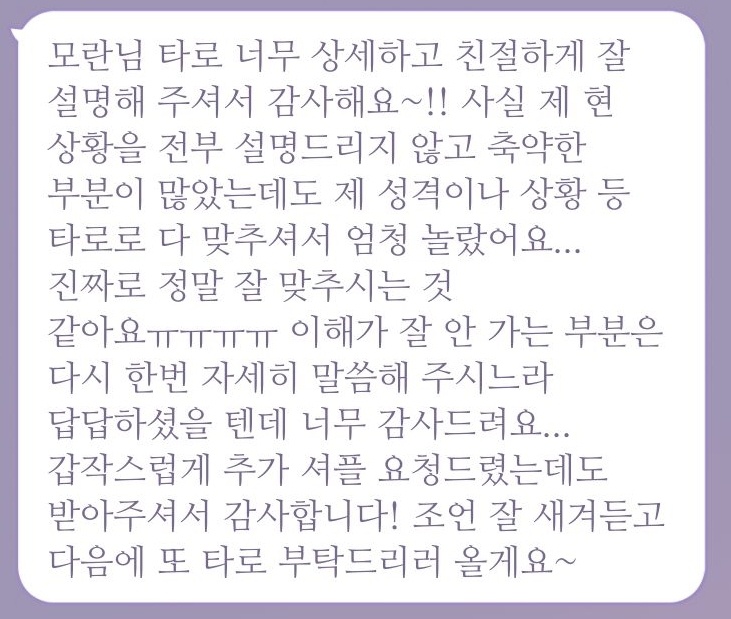 모란님 타로 너무 상세하고 친절하게 잘
설명해 주셔서 감사해요~!! 사실 제 현
상황을 전부 설명드리지 않고 축약한
부분이 많았는데도 제 성격이나 상황 등
타로로 다 맞추셔서 엄청 놀랐어요...
진짜로 정말 잘 맞추시는 것
같아요ㅠㅠㅠㅠ 이해가 잘 안 가는 부분은
다시 한번 자세히 말씀해 주시느라
답답하셨을 텐데 너무 감사드려요...
갑작스럽게 추가 셔플 요청드렸는데도
받아주셔서 감사합니다! 조언 잘 새겨듣고
다음에 또 타로 부탁드리러 올게요~